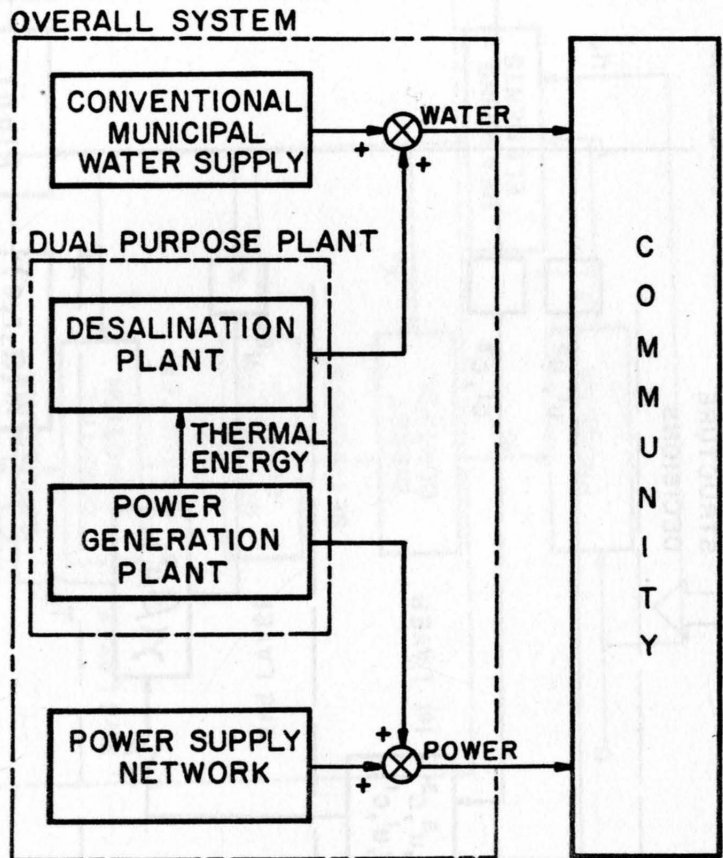 OVERALL SYSTEM
CONVENTIONAL
MUNICIPAL
WATER SUPPLY
+
+
WATER
DUAL PURPOSE PLANT
DESALINATION
PLANT
THERMAL
ENERGY
POWER
GENERATION
PLANT
POWER SUPPLY
NETWORK
+
+
POWER
COMMUNITY